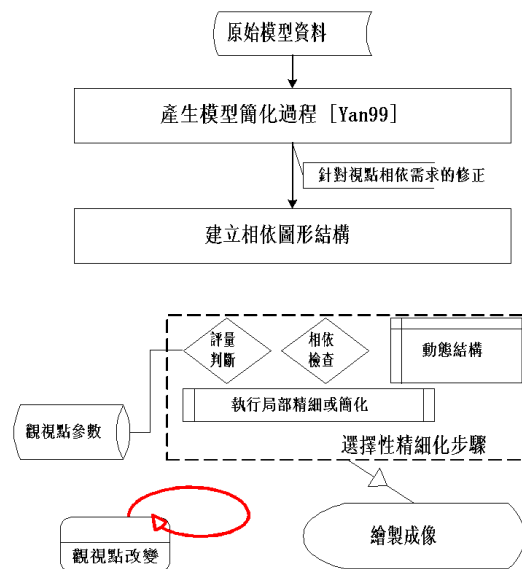 原始模型資料
產生模型簡化過程 [Yan99]
針對視點相依需求的修正
建立相依圖形結構
評量
判斷
相依
檢查
動態結構
執行局部精細或簡化
觀視點參數
選擇性精細化步驟
觀視點改變
繪製成像